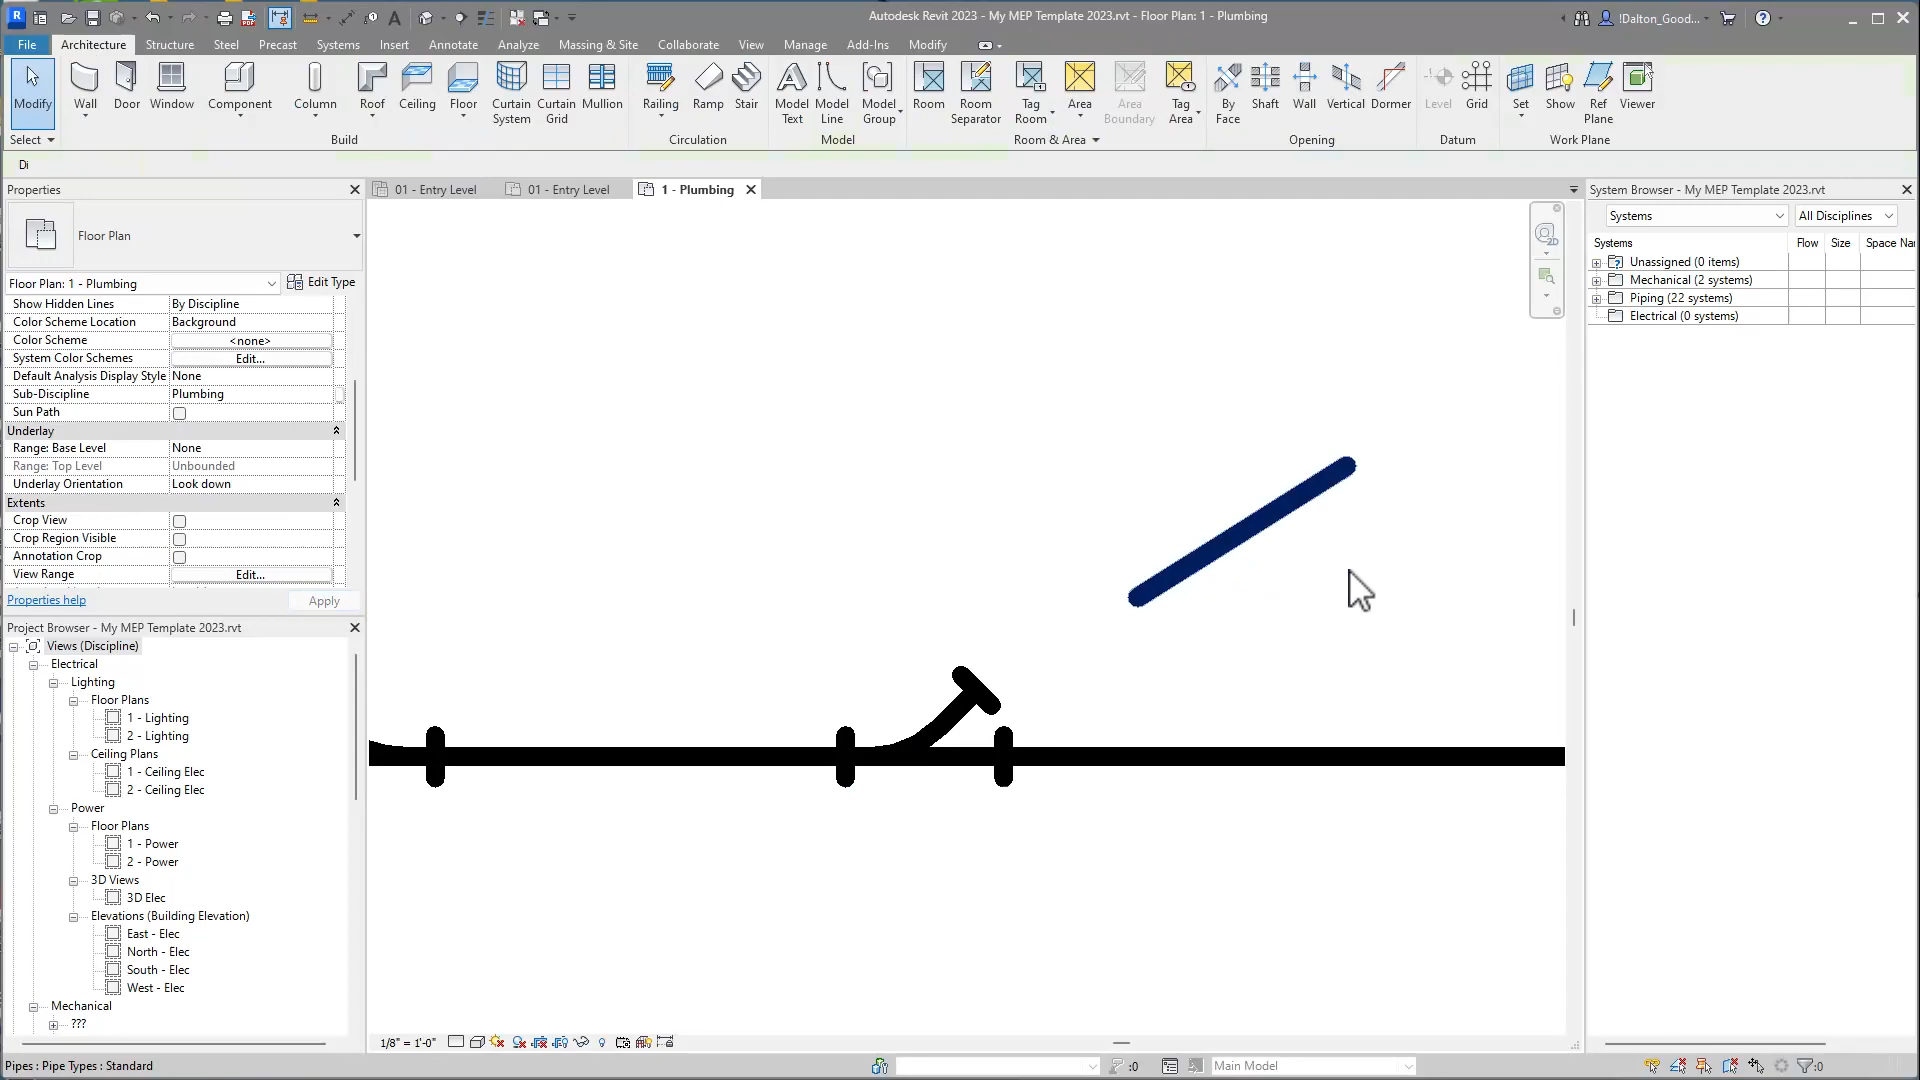 Autodesk Revit 2023 - My MEP Template 2023.rvt - Floor Plan: 1 - Plumbing
!Dalton_Good...
File Architecture Structure Steel Precast Systems Insert Annotate Analyze Massing & Site Collaborate View Manage Add-Ins Modify
Modify Wall Door Window Component Column Roof Ceiling Floor Curtain System Curtain Grid Mullion Railing Ramp Stair Model Text Model Line Model Group Room Room Separator Tag Room Area Area Boundary Tag Area By Face Shaft Wall Vertical Dormer Level Grid Set Show Ref Plane Viewer
Select Build Circulation Model Room & Area Opening Datum Work Plane
Di
Properties
01 - Entry Level 01 - Entry Level 1 - Plumbing
System Browser - My MEP Template 2023.rvt
Floor Plan
Systems All Disciplines
Systems Flow Size Space Na
Unassigned (0 items)
Mechanical (2 systems)
Piping (22 systems)
Electrical (0 systems)
2D
Floor Plan: 1 - Plumbing Edit Type
Show Hidden Lines By Discipline
Color Scheme Location Background
Color Scheme <none>
System Color Schemes Edit...
Default Analysis Display Style None
Sub-Discipline Plumbing
Sun Path
Underlay
Range: Base Level None
Range: Top Level Unbounded
Underlay Orientation Look down
Extents
Crop View
Crop Region Visible
Annotation Crop
View Range Edit...
Properties help Apply
Project Browser - My MEP Template 2023.rvt
Views (Discipline)
Electrical
Lighting
Floor Plans
1 - Lighting
2 - Lighting
Ceiling Plans
1 - Ceiling Elec
2 - Ceiling Elec
Power
Floor Plans
1 - Power
2 - Power
3D Views
3D Elec
Elevations (Building Elevation)
East - Elec
North - Elec
South - Elec
West - Elec
Mechanical
???
1/8" = 1'-0"
Pipes : Pipe Types : Standard
:0
Main Model
:0